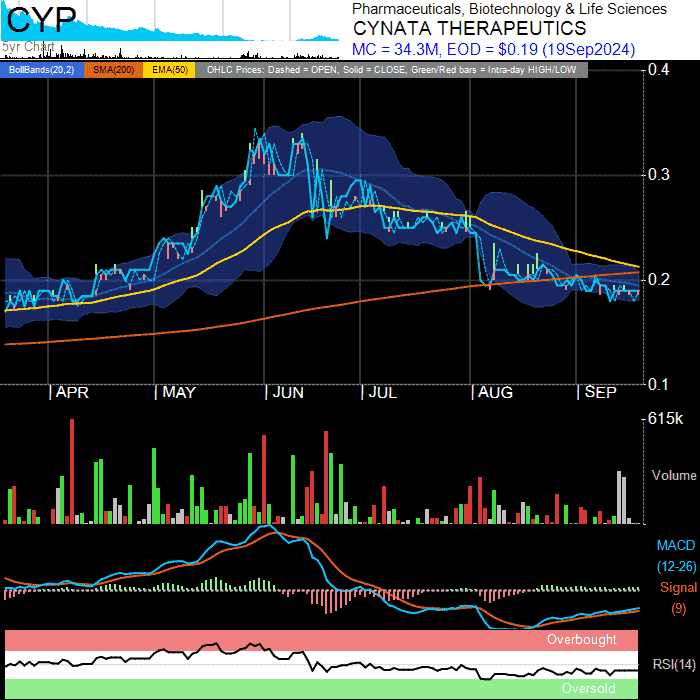 CYP
5yr Chart
Pharmaceuticals, Biotechnology & Life Sciences
CYNATA THERAPEUTICS
MC = 34.3M, EOD = $0.19 (19Sep2024)
BollBands(20,2) SMA(200) EMA(50) OHLC Prices: Dashed = OPEN, Solid = CLOSE, Green/Red bars = Intra-day HIGH/LOW
0.4
0.3
0.2
0.1
APR MAY JUN JUL AUG SEP
615k
Volume
MACD
(12-26)
Signal
(9)
Overbought
RSI(14)
Oversold